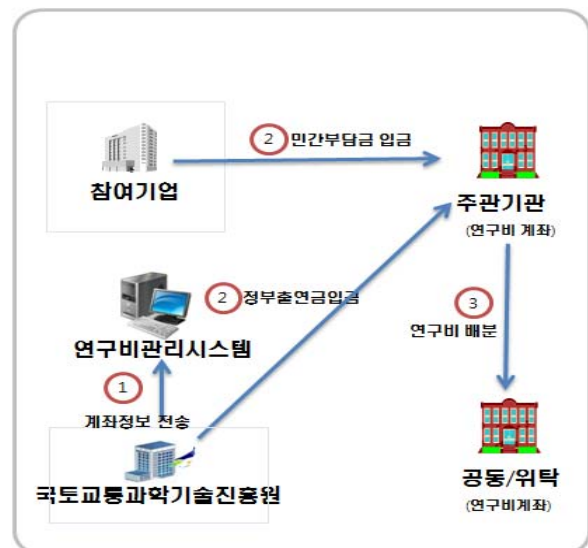 ② 민간부담금 입금
참여기업
주관기관
(연구비 계좌)
② 정부출연금입금
③
연구비 배분
연구비관리시스템
①
계좌정보 전송
국토교통과학기술진흥원
공동/위탁
(연구비계좌)